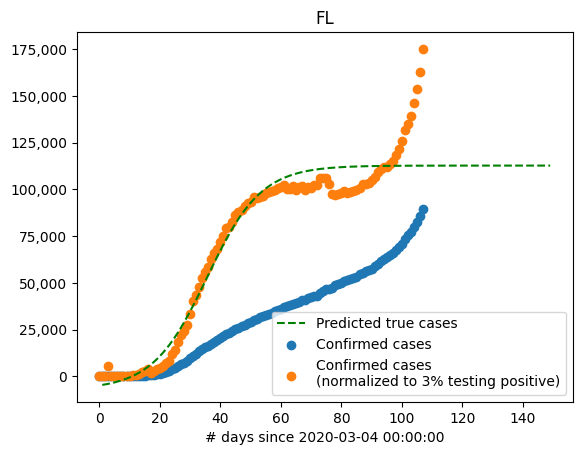 FL
175,000
150,000
125,000
100,000
75,000
50,000
25,000
0
Predicted true cases
Confirmed cases
Confirmed cases
(normalized to 3% testing positive)
0 20 40 60 80 100 120 140
# days since 2020-03-04 00:00:00